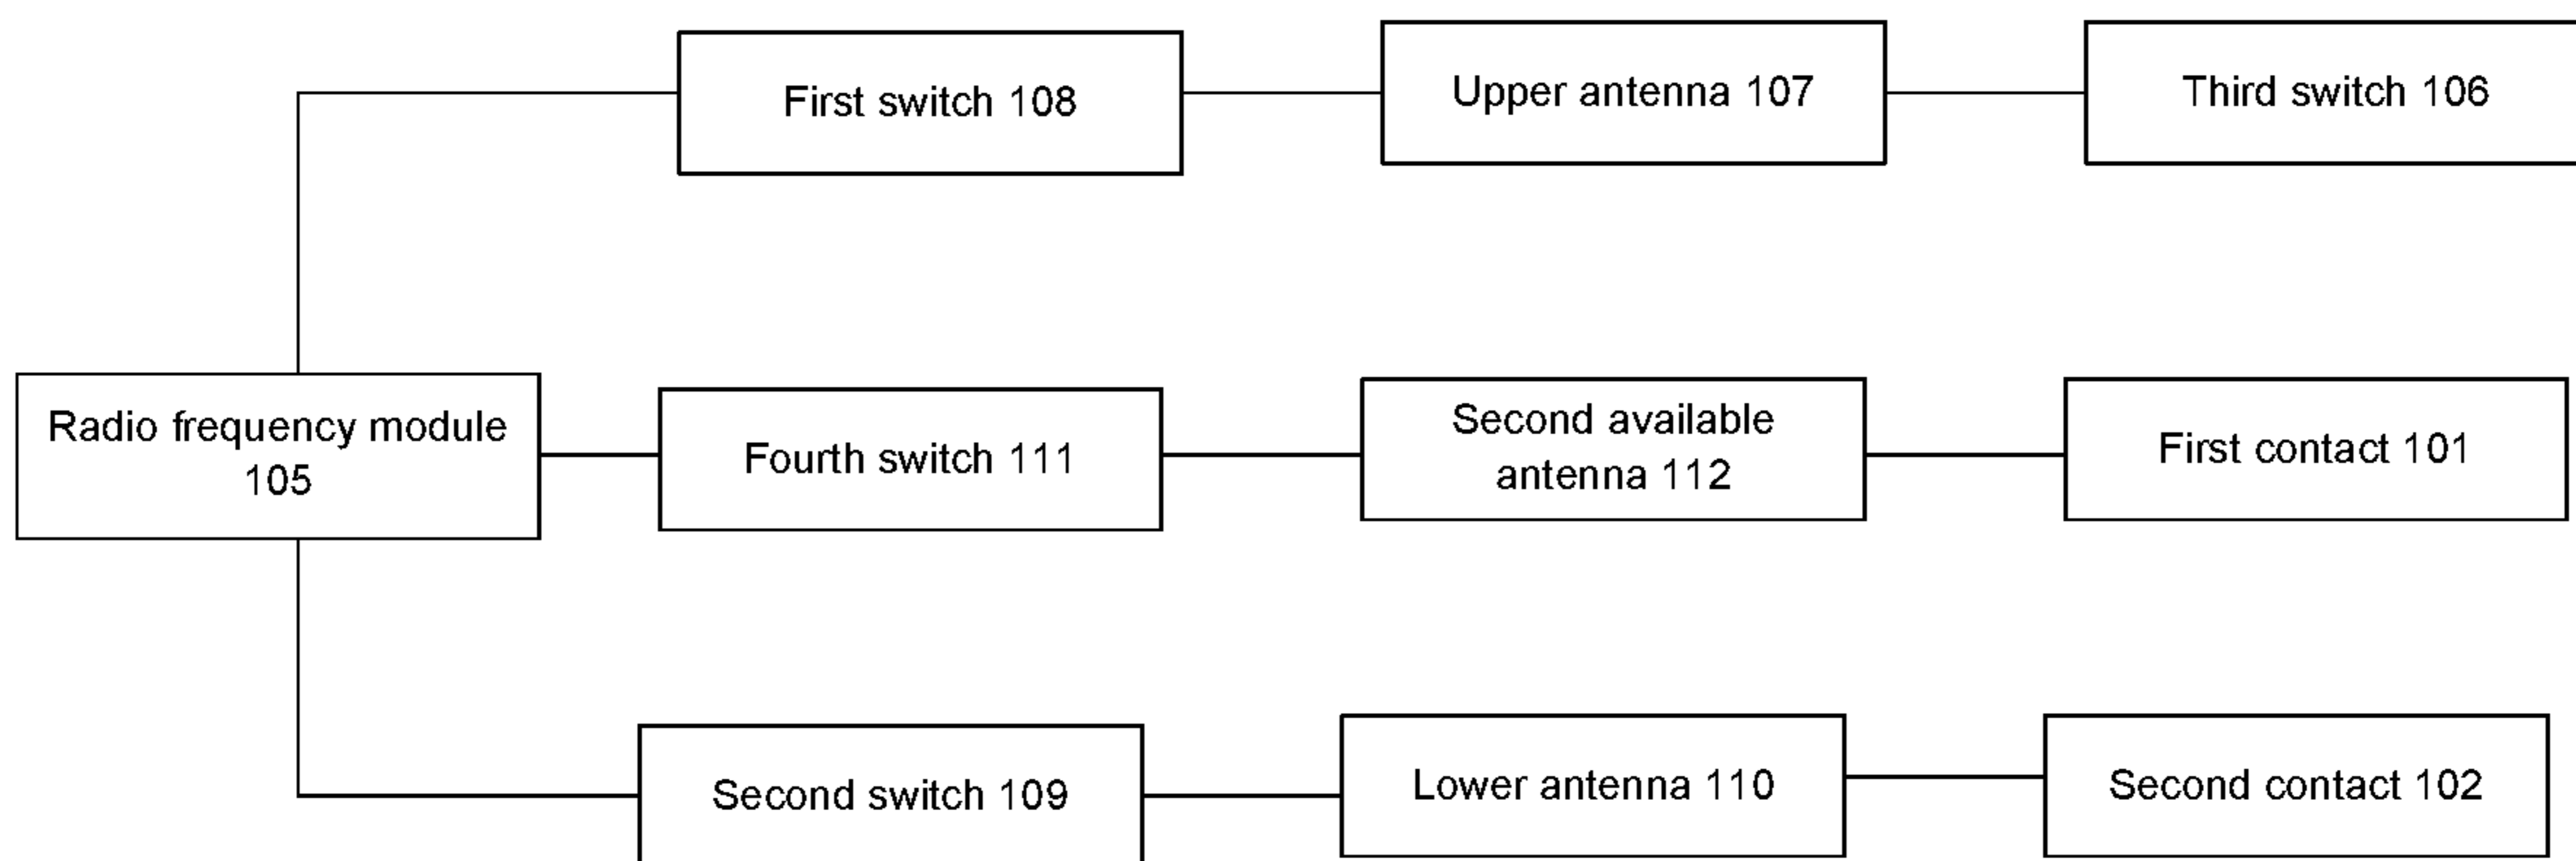 First switch 108
Upper antenna 107
Third switch 106
Radio frequency module
105
Fourth switch 111
Second available
antenna 112
First contact 101
Second switch 109
Lower antenna 110
Second contact 102